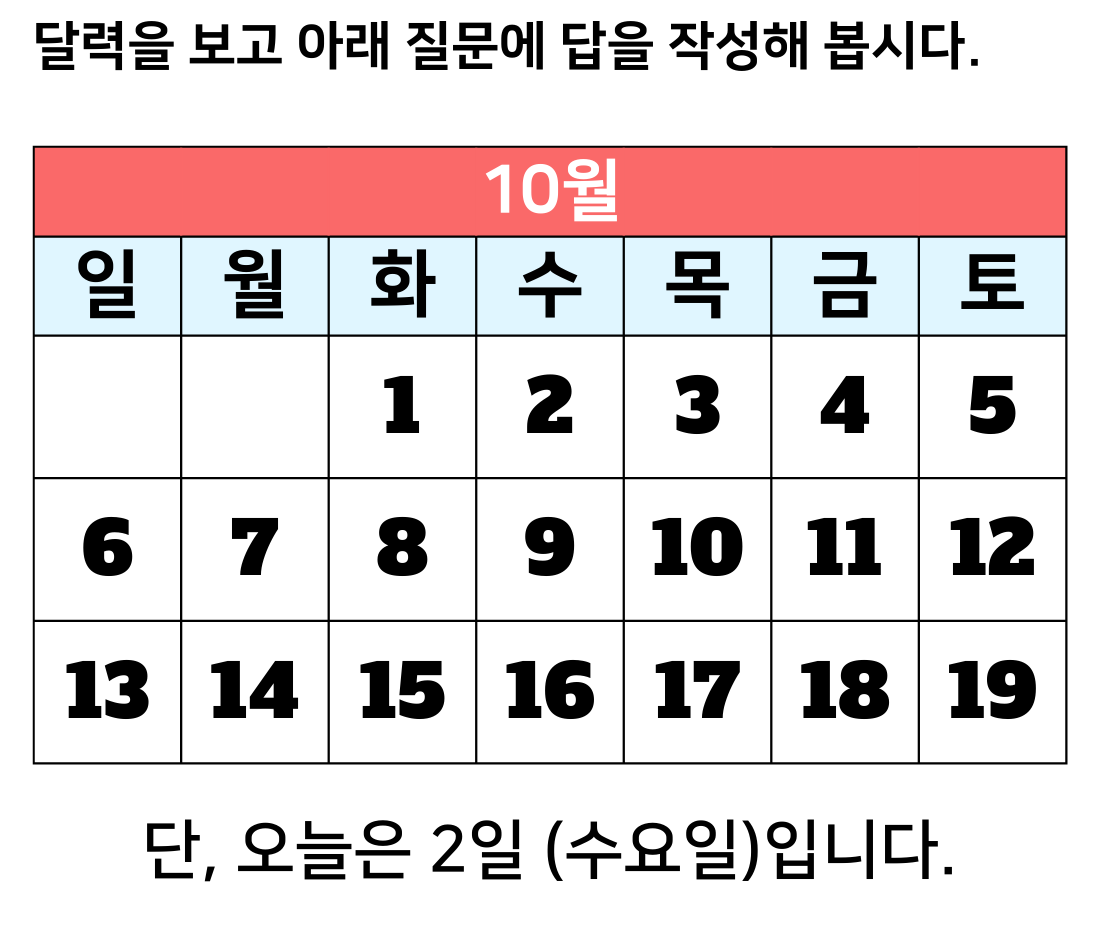 달력을 보고 아래 질문에 답을 작성해 봅시다.
10월
일 월 화 수 목 금 토
1 2 3 4 5
6 7 8 9 10 11 12
13 14 15 16 17 18 19
단, 오늘은 2일 (수요일)입니다.